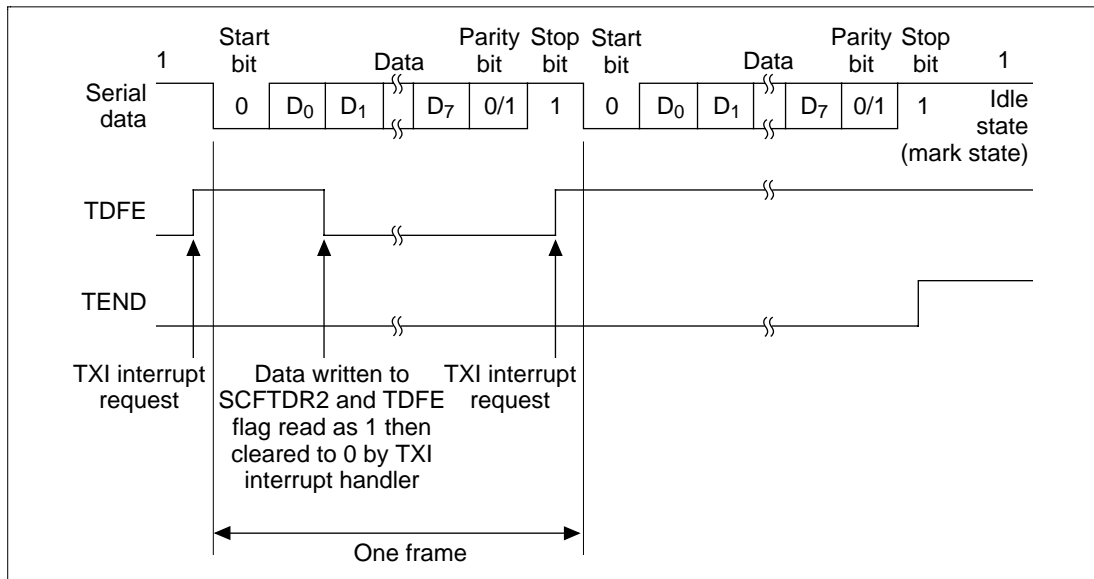 Start Parity Stop Start Parity Stop
1 bit Data bit bit bit Data bit bit 1
Serial data 0 D0 D1 D7 0/1 1 0 D0 D1 D7 0/1 1 Idle state (mark state)
TDFE
TEND
TXI interrupt
request
Data written to
SCFTDR2 and TDFE
flag read as 1 then
cleared to 0 by TXI
interrupt handler
TXI interrupt
request
One frame